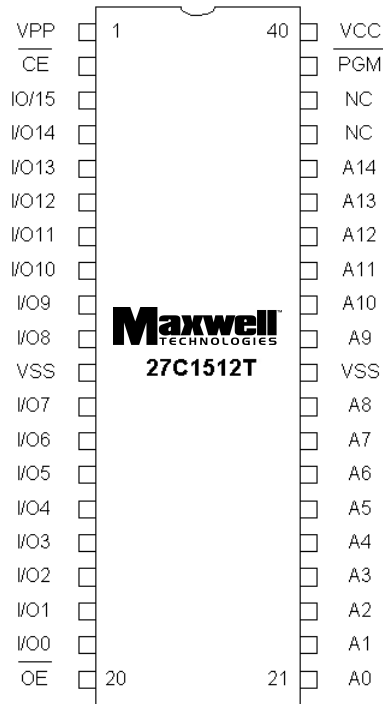 VPP 1 40 VCC
CE PGM
IO/15 NC
I/O14 NC
I/O13 A14
I/O12 A13
I/O11 A12
I/O10 A11
I/O9 A10
I/O8 A9
Maxwell
TECHNOLOGIES
27C1512T
VSS VSS
I/O7 A8
I/O6 A7
I/O5 A6
I/O4 A5
I/O3 A4
I/O2 A3
I/O1 A2
I/O0 A1
OE 20 21 A0